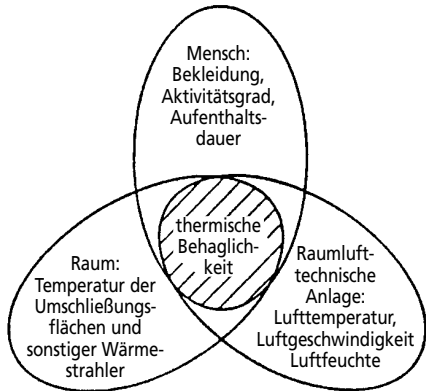 Mensch:
Bekleidung,
Aktivitätsgrad,
Aufenthalts-
dauer
thermische
Behaglich-
keit
Raum:
Temperatur der
Umschließungs-
flächen und
sonstiger Wärme-
strahler
Raumluft-
technische
Anlage:
Lufttemperatur,
Luftgeschwindigkeit
Luftfeuchte